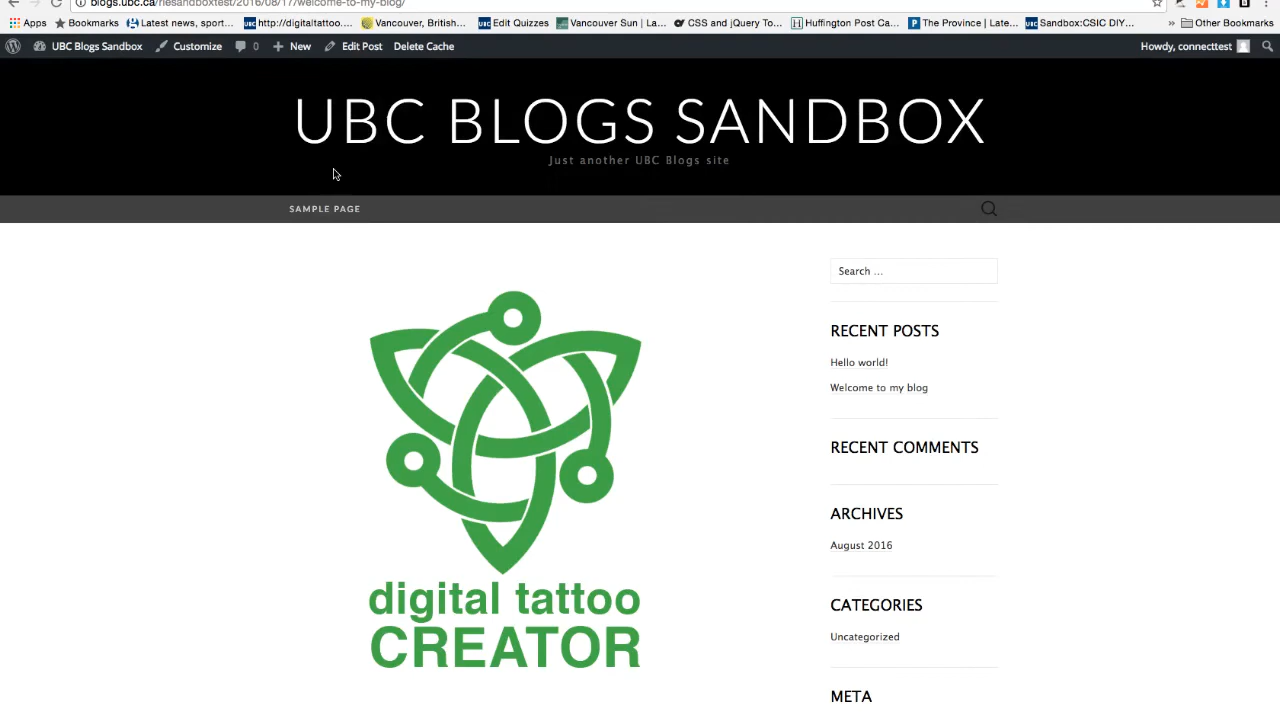 blogs.ubc.ca/riesandboxtest/2016/08/17/welcome-to-my-blog/
Apps Bookmarks Latest news, sport... http://digitaltattoo.... Vancouver, British... Edit Quizzes Vancouver Sun | La... CSS and jQuery To... Huffington Post Ca... The Province | Late... Sandbox:CSIC DIY... » Other Bookmarks
UBC Blogs Sandbox Customize 0 New Edit Post Delete Cache Howdy, connecttest
UBC BLOGS SANDBOX
Just another UBC Blogs site
SAMPLE PAGE
Search ...
RECENT POSTS
Hello world!
Welcome to my blog
RECENT COMMENTS
ARCHIVES
August 2016
CATEGORIES
Uncategorized
META
digital tattoo
CREATOR